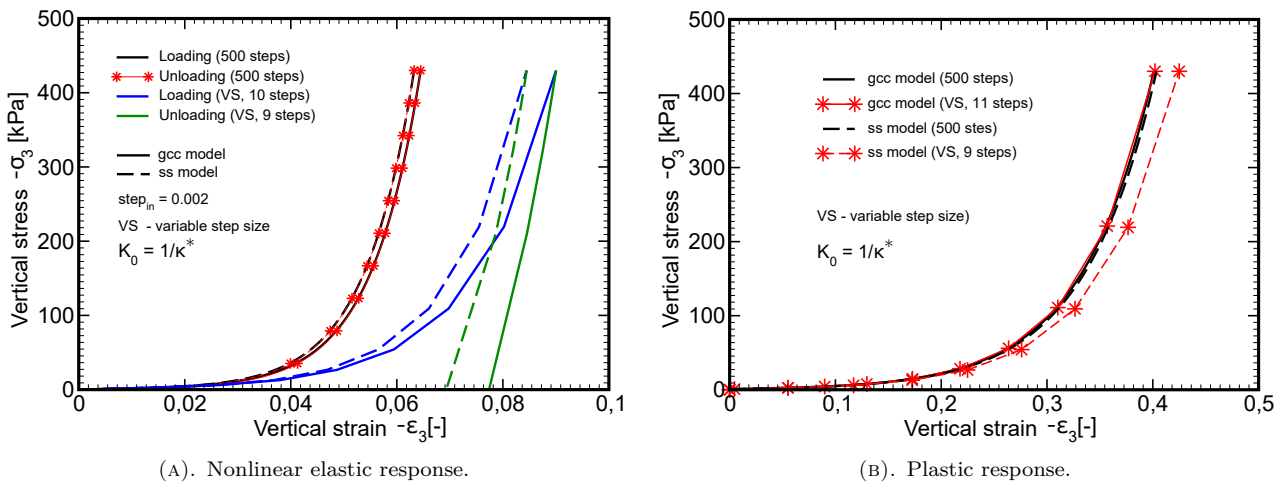 500
400
300
200
100
0
Vertical stress -σ3 [kPa]
Loading (500 steps)
Unloading (500 steps)
Loading (VS, 10 steps)
Unloading (VS, 9 steps)
gcc model
ss model
step_in = 0.002
VS - variable step size
K_0 = 1/κ*
0 0,02 0,04 0,06 0,08 0,1
Vertical strain -ε3[-]
(A). Nonlinear elastic response.
500
400
300
200
100
0
Vertical stress -σ3 [kPa]
gcc model (500 steps)
gcc model (VS, 11 steps)
ss model (500 stes)
ss model (VS, 9 steps)
VS - variable step size)
K_0 = 1/κ*
0 0,1 0,2 0,3 0,4 0,5
Vertical strain -ε3[-]
(B). Plastic response.